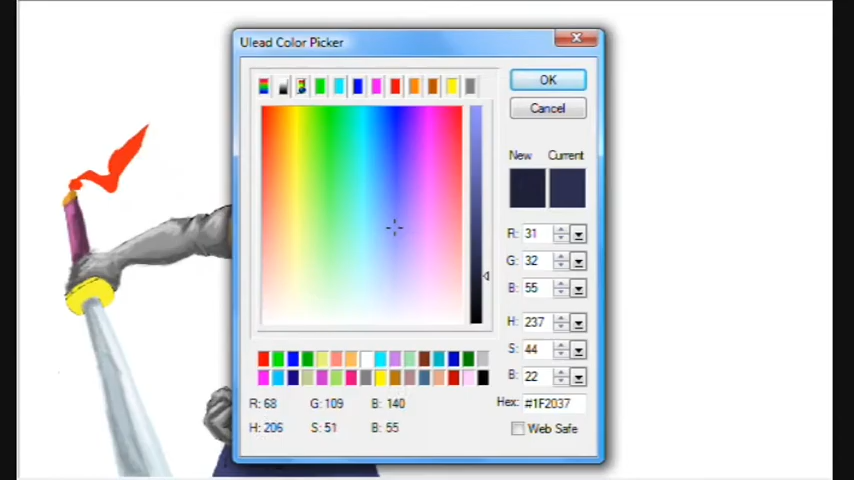 Ulead Color Picker
OK
Cancel
New Current
R: 31
G: 32
B: 55
H: 237
S: 44
B: 22
Hex: #1F2037
Web Safe
R: 68 G: 109 B: 140
H: 206 S: 51 B: 55